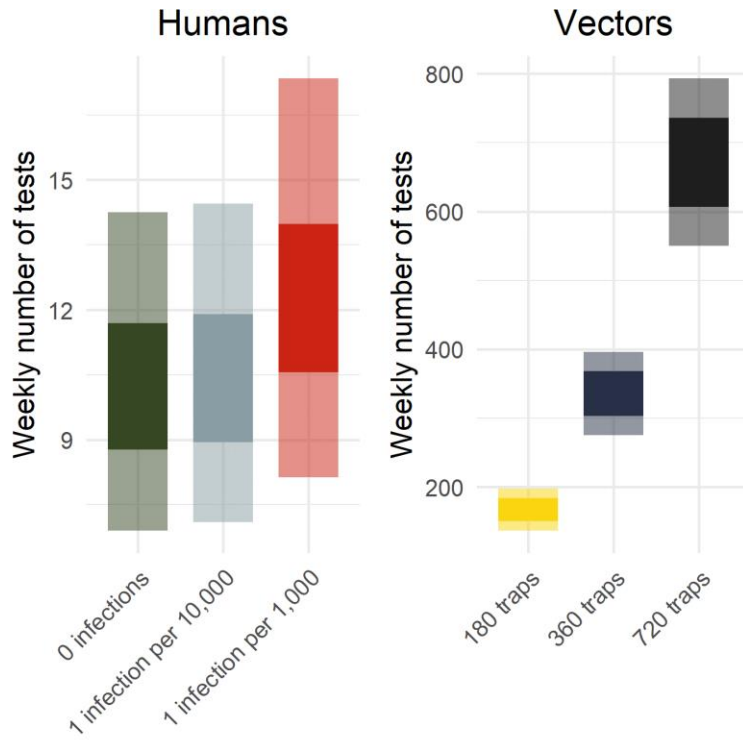 Humans
Weekly number of tests
15
12
9
0 infections
1 infection per 10,000
1 infection per 1,000
Vectors
Weekly number of tests
800
600
400
200
180 traps
360 traps
720 traps